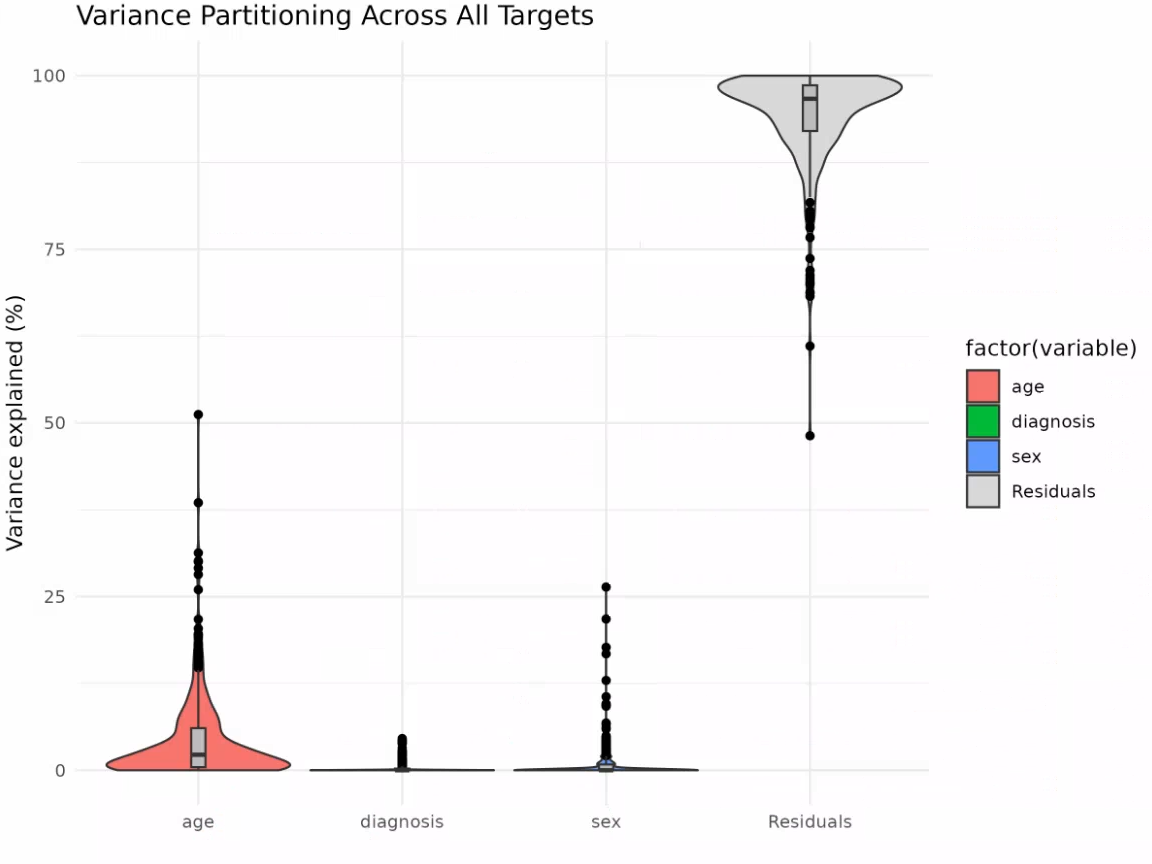 Variance Partitioning Across All Targets
Variance explained (%)
100
75
50
25
0
age
diagnosis
sex
Residuals
factor(variable)
age
diagnosis
sex
Residuals